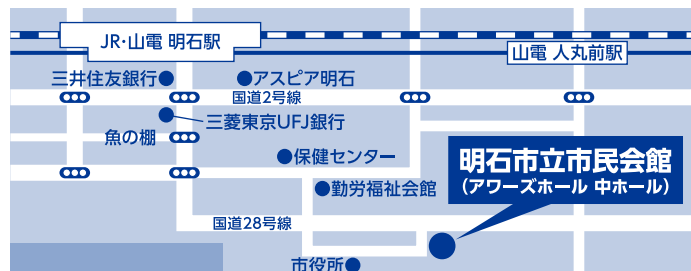 JR・山電 明石駅
山電 人丸前駅
三井住友銀行
アスピア明石
国道2号線
三菱東京UFJ銀行
魚の棚
保健センター
明石市立市民会館
（アワーズホール 中ホール）
勤労福祉会館
国道28号線
市役所